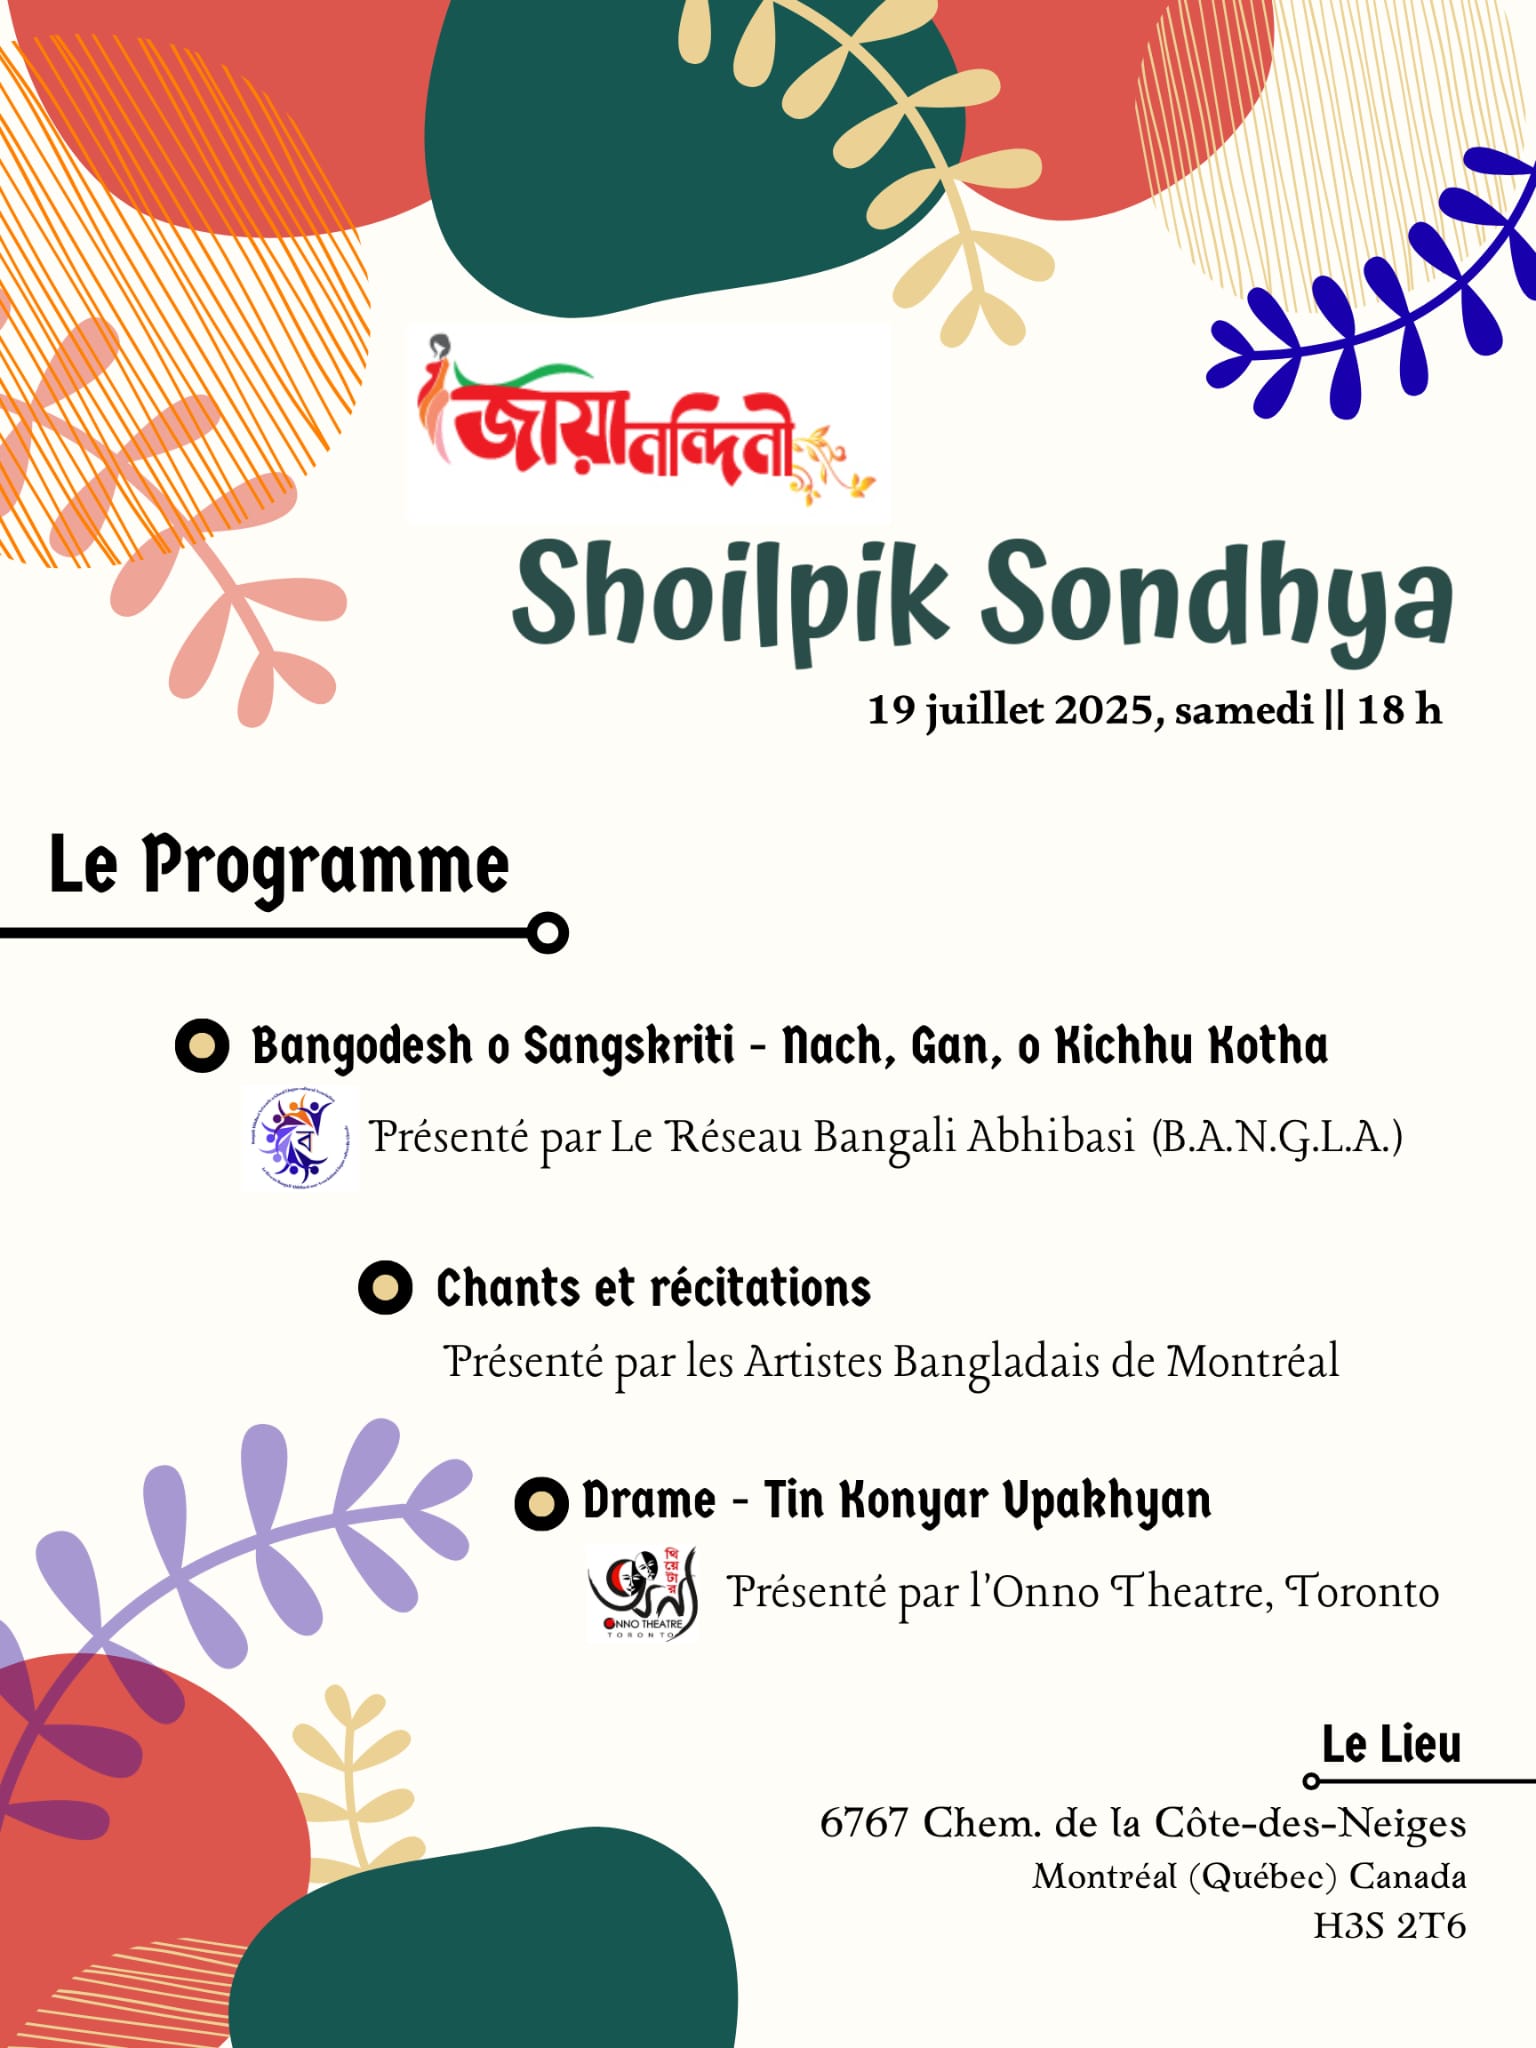 জায়া নন্দিনী
Shoilpik Sondhya
19 juillet 2025, samedi || 18 h
Le Programme
Bangodesh o Sangskriti - Nach, Gan, o Kichhu Kotha
ব
Présenté par Le Réseau Bangali Abhibasi (B.A.N.G.L.A.)
Chants et récitations
Présenté par les Artistes Bangladais de Montréal
Drame - Tin Konyar Upakhyan
থিয়েটার
অন্য
ONNO THEATRE
TORONTO
Présenté par l'Onno Theatre, Toronto
Le Lieu
6767 Chem. de la Côte-des-Neiges
Montréal (Québec) Canada
H3S 2T6